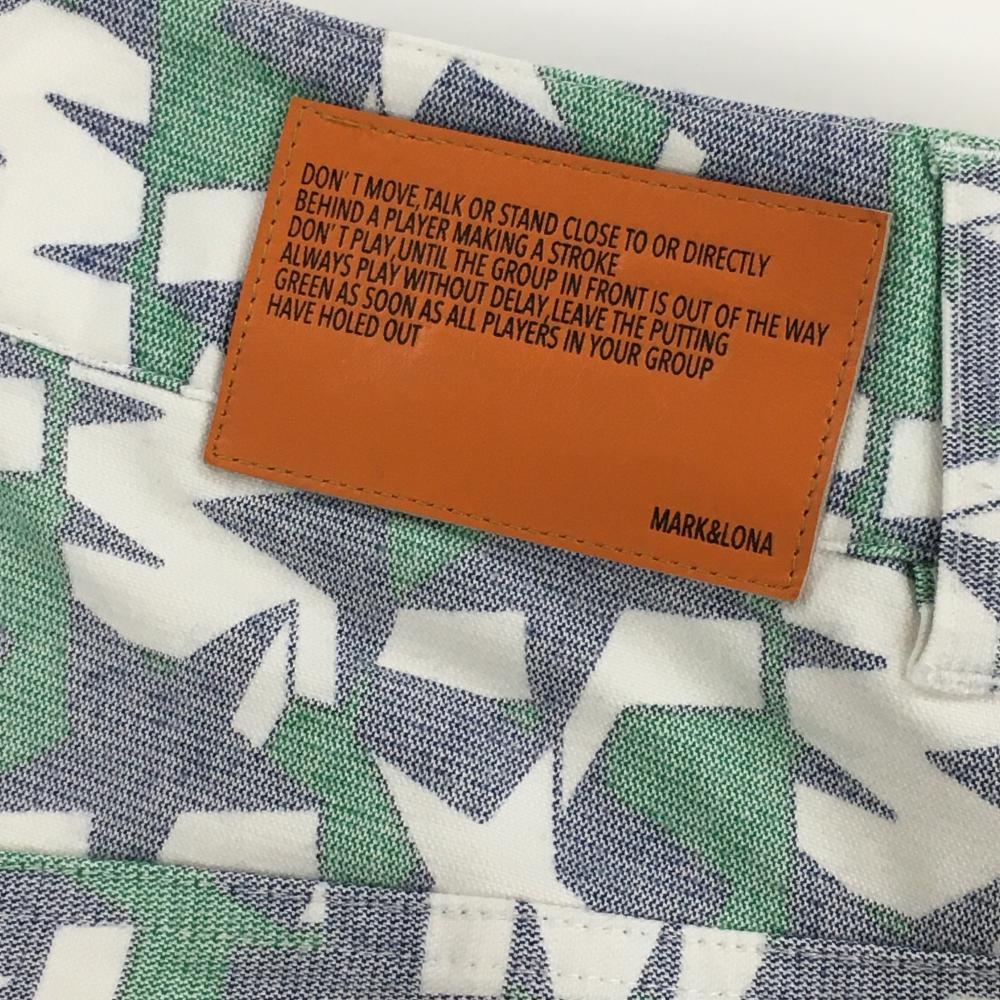 DON'T MOVE,TALK OR STAND CLOSE TO OR DIRECTLY
BEHIND A PLAYER MAKING A STROKE
DON'T PLAY,UNTIL THE GROUP IN FRONT IS OUT OF THE WAY
ALWAYS PLAY WITHOUT DELAY,LEAVE THE PUTTING
GREEN AS SOON AS ALL PLAYERS IN YOUR GROUP
HAVE HOLED OUT
MARK&LONA